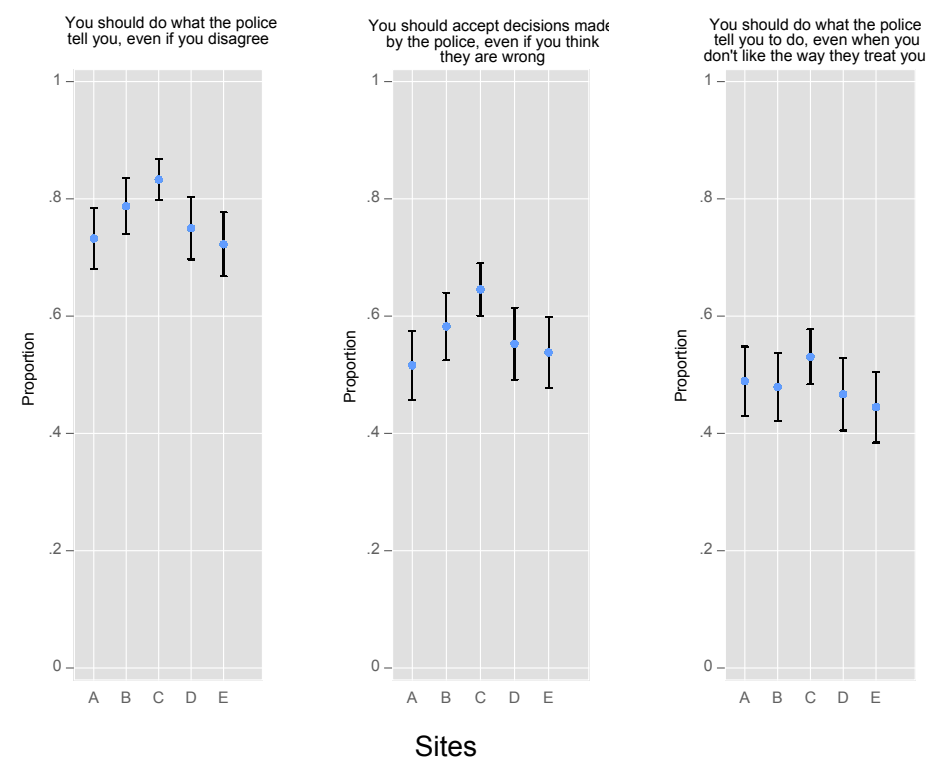 You should do what the police
tell you, even if you disagree
You should accept decisions made
by the police, even if you think
they are wrong
You should do what the police
tell you to do, even when you
don't like the way they treat you
1
.8
.6
.4
.2
0
Proportion
A B C D E
1
.8
.6
.4
.2
0
Proportion
A B C D E
1
.8
.6
.4
.2
0
Proportion
A B C D E
Sites